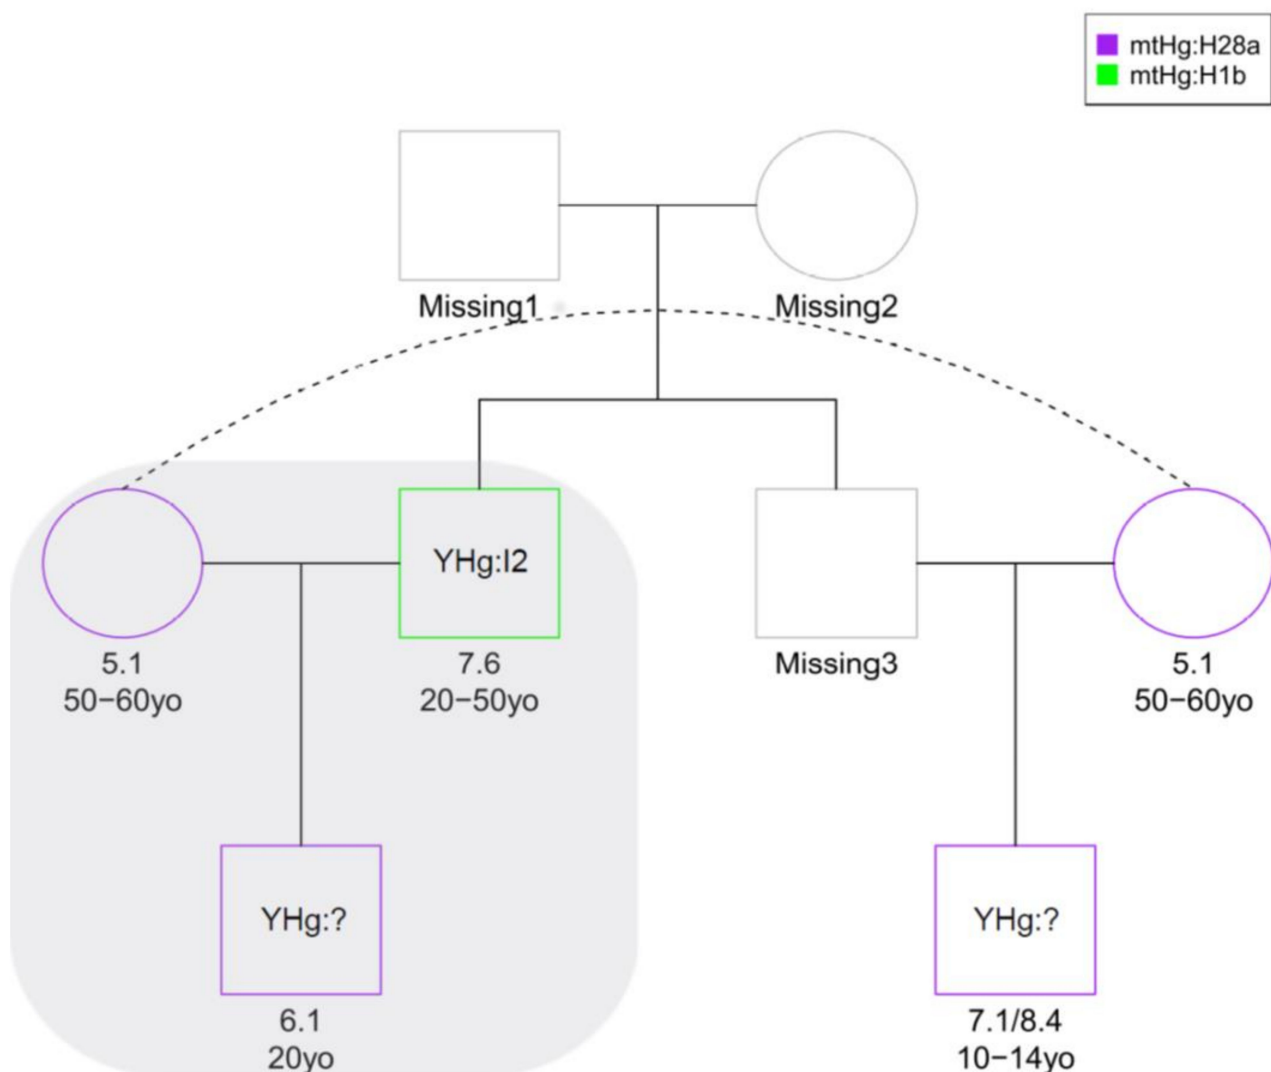 mtHg:H28a
mtHg:H1b
Missing1
Missing2
YHg:I2
5.1
50−60yo
7.6
20−50yo
Missing3
5.1
50−60yo
YHg:?
YHg:?
6.1
20yo
7.1/8.4
10−14yo